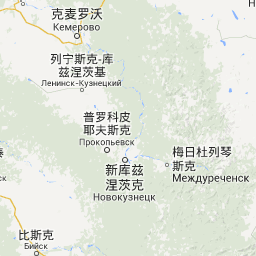 克麦罗沃
Кемерово
列宁斯克-库
兹涅茨基
Ленинск-Кузнецкий
普罗科皮
耶夫斯克
Прокопьевск
梅日杜列琴
斯克
Междуреченск
新库兹
涅茨克
Новокузнецк
比斯克
Бийск